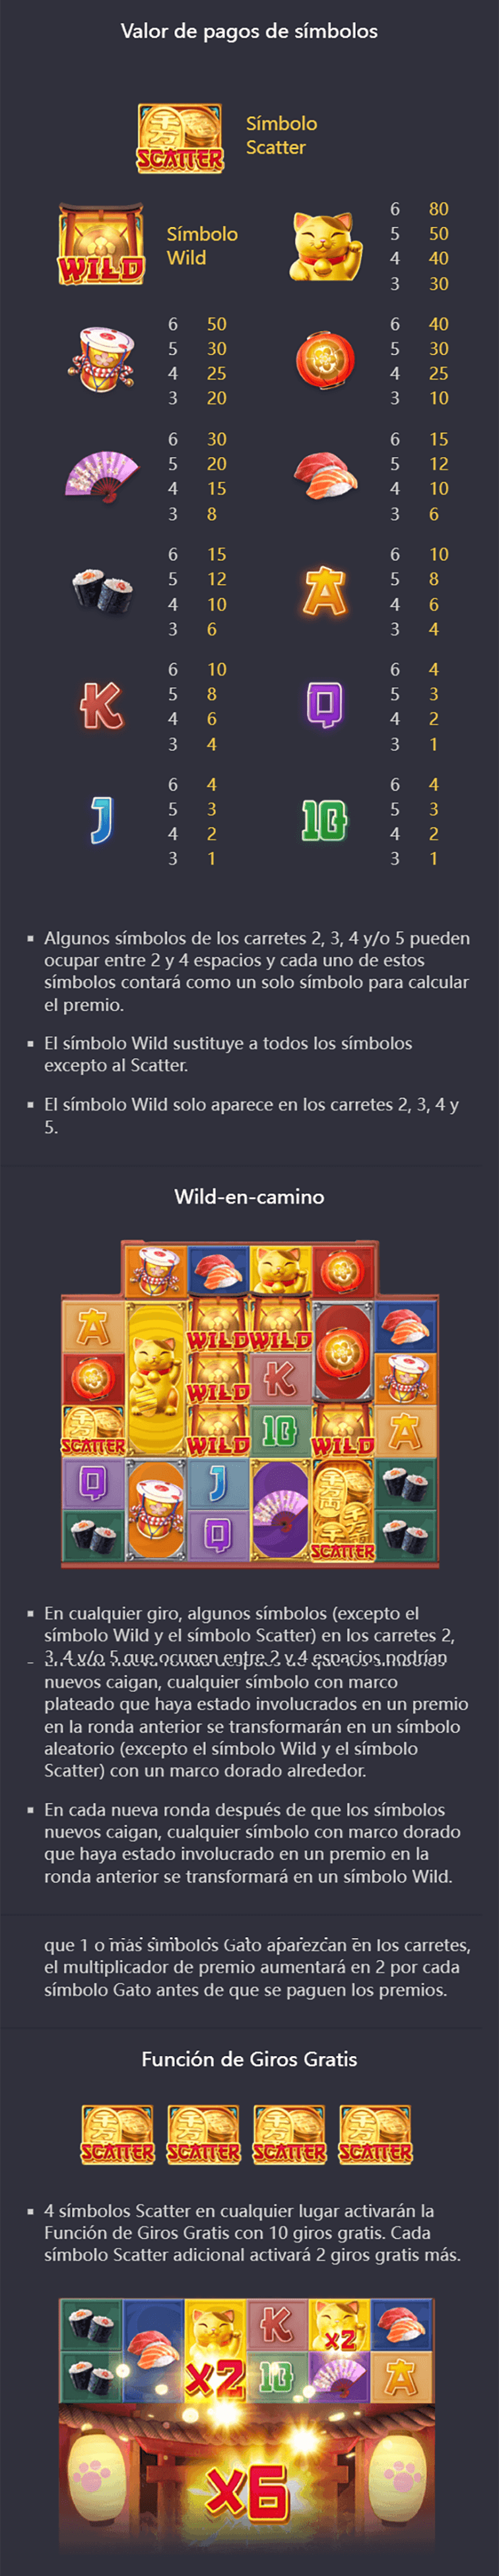 Valor de pagos de símbolos
SCATTER
Símbolo
Scatter
WILD
Símbolo
Wild
6 80
5 50
4 40
3 30
6 50
5 30
4 25
3 20
6 40
5 30
4 25
3 10
6 30
5 20
4 15
3 8
6 15
5 12
4 10
3 6
6 15
5 12
4 10
3 6
A
6 10
5 8
4 6
3 4
K
6 10
5 8
4 6
3 4
Q
6 4
5 3
4 2
3 1
J
6 4
5 3
4 2
3 1
10
6 4
5 3
4 2
3 1
Algunos símbolos de los carretes 2, 3, 4 y/o 5 pueden
ocupar entre 2 y 4 espacios y cada uno de estos
símbolos contará como un solo símbolo para calcular
el premio.
El símbolo Wild sustituye a todos los símbolos
excepto al Scatter.
El símbolo Wild solo aparece en los carretes 2, 3, 4 y
5.
Wild-en-camino
A WILD WILD
WILD K
SCATTER WILD 10 WILD A
Q J
Q SCATTER
En cualquier giro, algunos símbolos (excepto el
símbolo Wild y el símbolo Scatter) en los carretes 2,
3, 4 y/o 5 que ocupen entre 2 y 4 espacios podrían
nuevos caigan, cualquier símbolo con marco
plateado que haya estado involucrados en un premio
en la ronda anterior se transformarán en un símbolo
aleatorio (excepto el símbolo Wild y el símbolo
Scatter) con un marco dorado alrededor.
En cada nueva ronda después de que los símbolos
nuevos caigan, cualquier símbolo con marco dorado
que haya estado involucrado en un premio en la
ronda anterior se transformará en un símbolo Wild.
que 1 o más símbolos Gato aparezcan en los carretes,
el multiplicador de premio aumentará en 2 por cada
símbolo Gato antes de que se paguen los premios.
Función de Giros Gratis
SCATTER SCATTER SCATTER SCATTER
4 símbolos Scatter en cualquier lugar activarán la
Función de Giros Gratis con 10 giros gratis. Cada
símbolo Scatter adicional activará 2 giros gratis más.
K x2
x2 10 A
x6